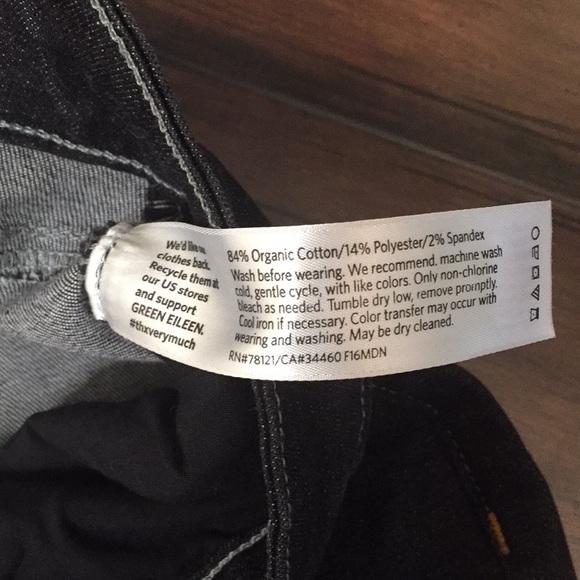 We'd like our
clothes back.
Recycle them at
our US stores
and support
GREEN EILEEN.
#thxverymuch
84% Organic Cotton/14% Polyester/2% Spandex
Wash before wearing. We recommend. machine wash
cold, gentle cycle, with like colors. Only non-chlorine
bleach as needed. Tumble dry low, remove promptly.
Cool iron if necessary. Color transfer may occur with
wearing and washing. May be dry cleaned.
RN#78121/CA#34460 F16MDN